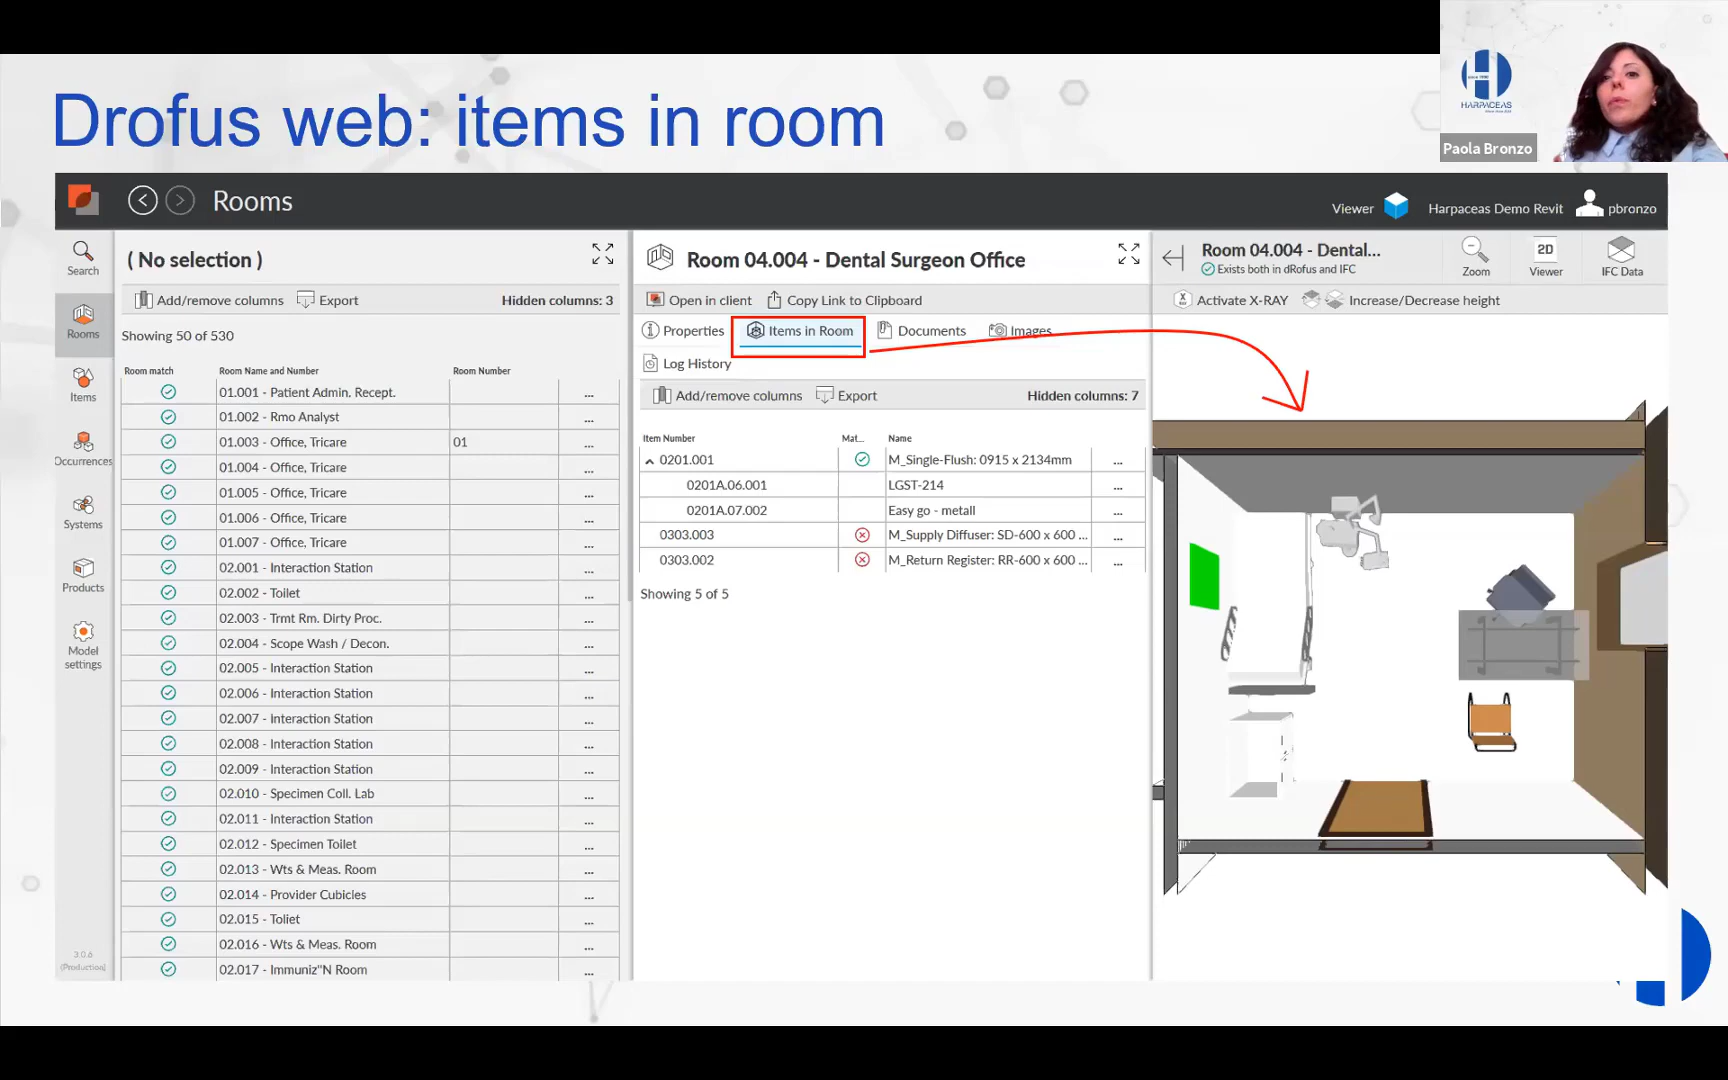 Drofus web: items in room
HARPACEAS
Paola Bronzo
Rooms
Viewer
Harpaceas Demo Revit
pbronzo
Search
Rooms
Items
Occurrences
Systems
Products
Model
settings
3.0.6
(Production)
( No selection )
Add/remove columns
Export
Hidden columns: 3
Showing 50 of 530
Room match Room Name and Number Room Number
01.001 - Patient Admin. Recept. ...
01.002 - Rmo Analyst ...
01.003 - Office, Tricare 01 ...
01.004 - Office, Tricare ...
01.005 - Office, Tricare ...
01.006 - Office, Tricare ...
01.007 - Office, Tricare ...
02.001 - Interaction Station ...
02.002 - Toilet ...
02.003 - Trmt Rm. Dirty Proc. ...
02.004 - Scope Wash / Decon. ...
02.005 - Interaction Station ...
02.006 - Interaction Station ...
02.007 - Interaction Station ...
02.008 - Interaction Station ...
02.009 - Interaction Station ...
02.010 - Specimen Coll. Lab ...
02.011 - Interaction Station ...
02.012 - Specimen Toilet ...
02.013 - Wts & Meas. Room ...
02.014 - Provider Cubicles ...
02.015 - Toliet ...
02.016 - Wts & Meas. Room ...
02.017 - Immuniz"N Room ...
Room 04.004 - Dental Surgeon Office
Open in client
Copy Link to Clipboard
Properties
Items in Room
Documents
Images
Log History
Add/remove columns
Export
Hidden columns: 7
Item Number Mat... Name
0201.001 M_Single-Flush: 0915 x 2134mm ...
0201A.06.001 LGST-214 ...
0201A.07.002 Easy go - metall ...
0303.003 M_Supply Diffuser: SD-600 x 600 ... ...
0303.002 M_Return Register: RR-600 x 600 ... ...
Showing 5 of 5
Room 04.004 - Dental...
Exists both in dRofus and IFC
Zoom
2D
Viewer
IFC Data
X
RAY
Activate X-RAY
Increase/Decrease height